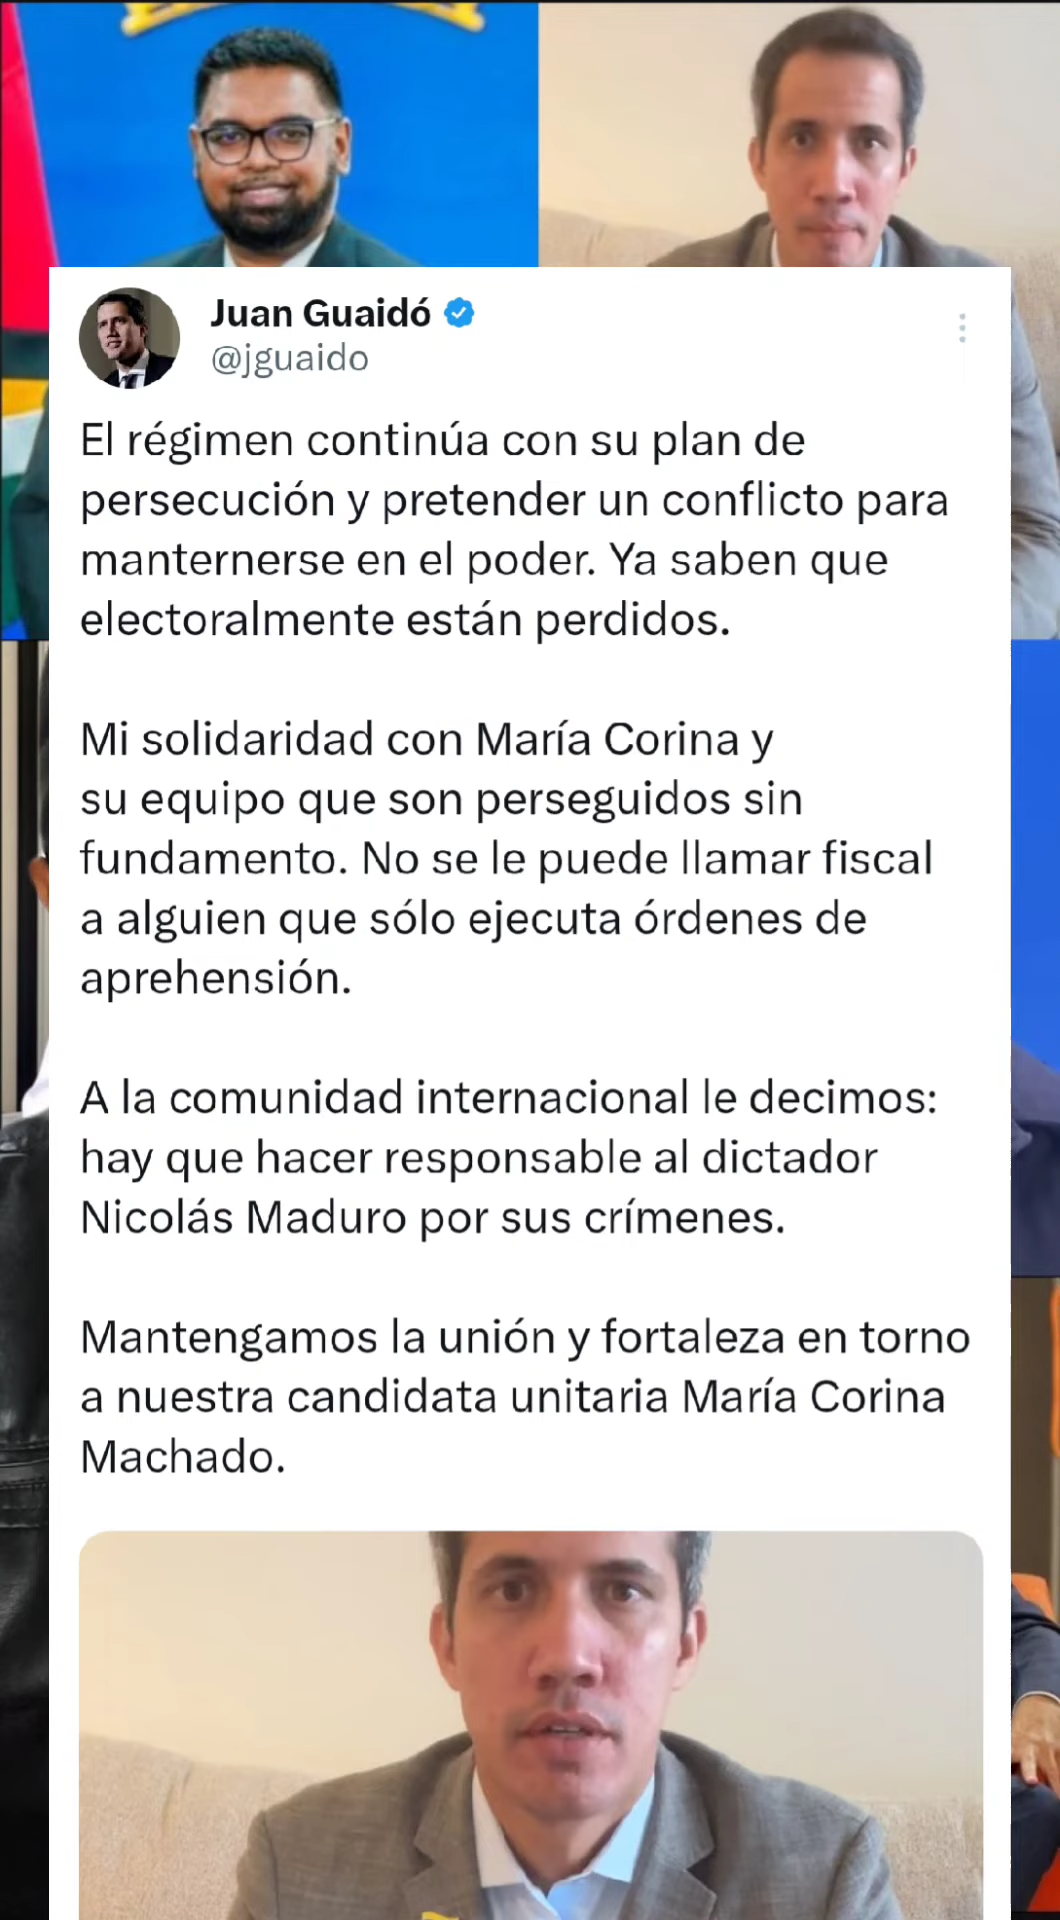 Juan Guaidó
@jguaido
El régimen continúa con su plan de
persecución y pretender un conflicto para
manternerse en el poder. Ya saben que
electoralmente están perdidos.
Mi solidaridad con María Corina y
su equipo que son perseguidos sin
fundamento. No se le puede llamar fiscal
a alguien que sólo ejecuta órdenes de
aprehensión.
A la comunidad internacional le decimos:
hay que hacer responsable al dictador
Nicolás Maduro por sus crímenes.
Mantengamos la unión y fortaleza en torno
a nuestra candidata unitaria María Corina
Machado.